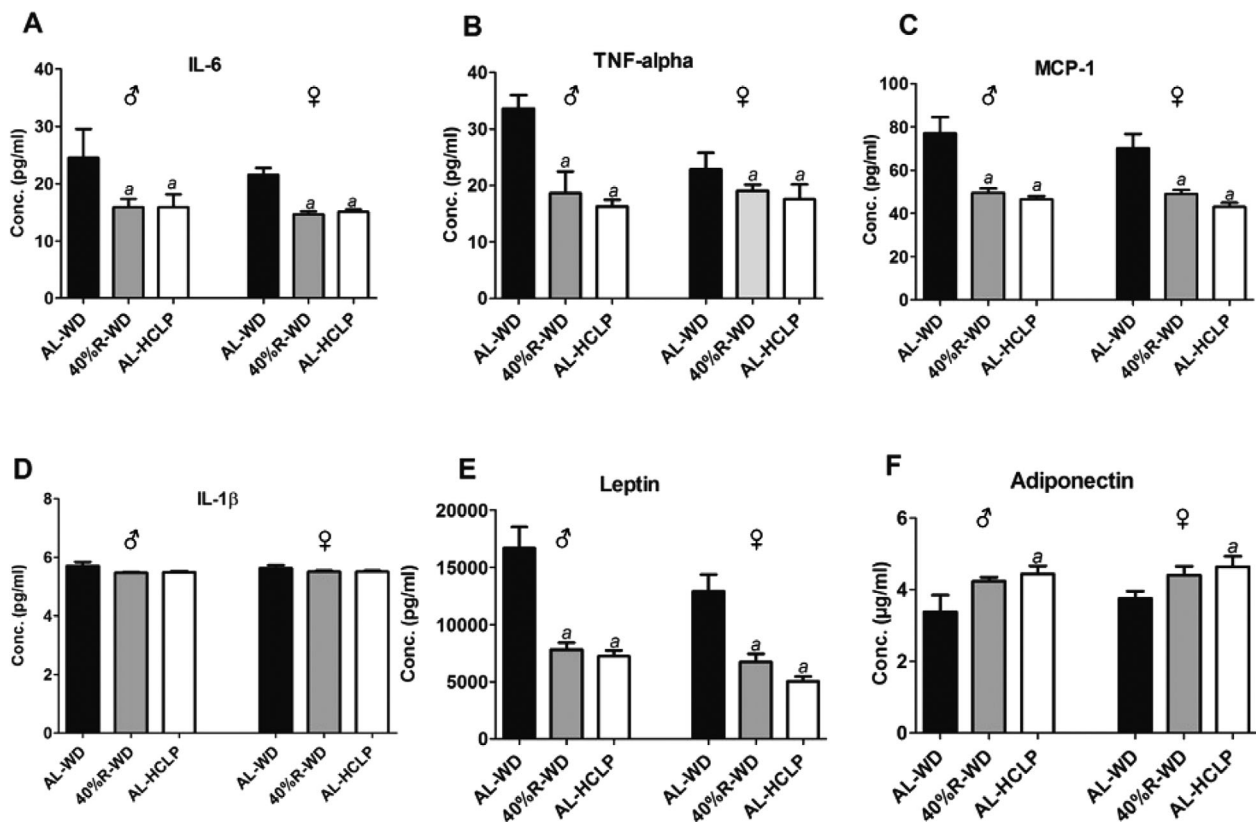 A
IL-6
Conc. (pg/ml)
40
30
20
10
0
♂
♀
a
a
a
a
AL-WD
40%R-WD
AL-HCLP
AL-WD
40%R-WD
AL-HCLP
B
TNF-alpha
Conc. (pg/ml)
40
30
20
10
0
♂
♀
a
a
a
a
AL-WD
40%R-WD
AL-HCLP
AL-WD
40%R-WD
AL-HCLP
C
MCP-1
Conc. (pg/ml)
100
80
60
40
20
0
♂
♀
a
a
a
a
AL-WD
40%R-WD
AL-HCLP
AL-WD
40%R-WD
AL-HCLP
D
IL-1β
Conc. (pg/ml)
8
6
4
2
0
♂
♀
AL-WD
40%R-WD
AL-HCLP
AL-WD
40%R-WD
AL-HCLP
E
Leptin
Conc. (pg/ml)
20000
15000
10000
5000
0
♂
♀
a
a
a
a
AL-WD
40%R-WD
AL-HCLP
AL-WD
40%R-WD
AL-HCLP
F
Adiponectin
Conc. (µg/ml)
6
4
2
0
♂
♀
a
a
AL-WD
40%R-WD
AL-HCLP
AL-WD
40%R-WD
AL-HCLP